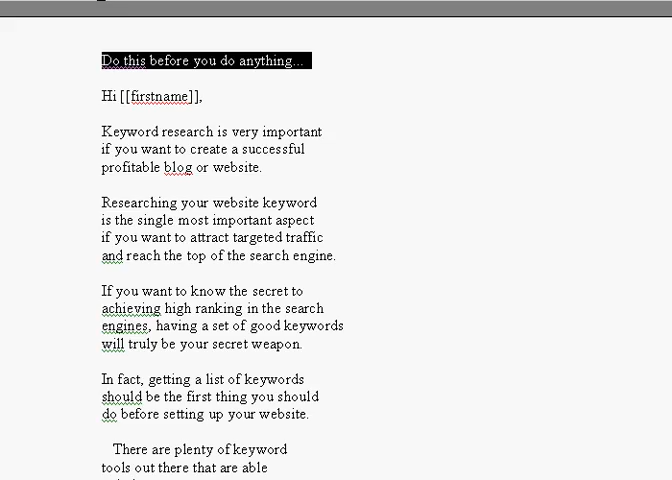 Do this before you do anything...
Hi [[firstname]],
Keyword research is very important
if you want to create a successful
profitable blog or website.
Researching your website keyword
is the single most important aspect
if you want to attract targeted traffic
and reach the top of the search engine.
If you want to know the secret to
achieving high ranking in the search
engines, having a set of good keywords
will truly be your secret weapon.
In fact, getting a list of keywords
should be the first thing you should
do before setting up your website.
There are plenty of keyword
tools out there that are able